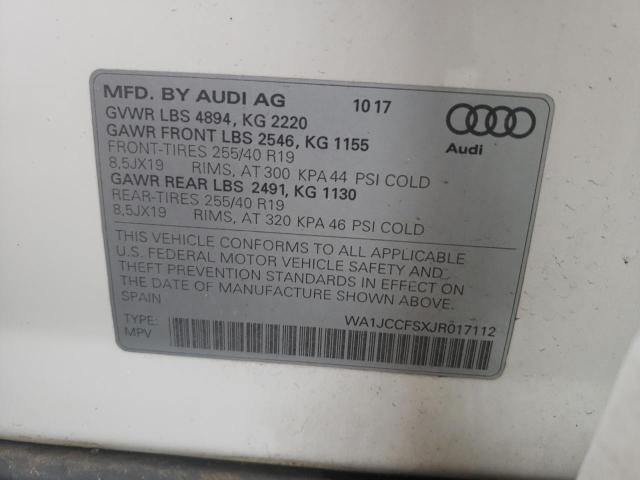 MFD. BY AUDI AG 10 17
GVWR LBS 4894, KG 2220
GAWR FRONT LBS 2546, KG 1155
FRONT-TIRES 255/40 R19
8,5JX19 RIMS, AT 300 KPA 44 PSI COLD
GAWR REAR LBS 2491, KG 1130
REAR-TIRES 255/40 R19
8,5JX19 RIMS, AT 320 KPA 46 PSI COLD
Audi
THIS VEHICLE CONFORMS TO ALL APPLICABLE
U.S. FEDERAL MOTOR VEHICLE SAFETY AND
THEFT PREVENTION STANDARDS IN EFFECT ON
THE DATE OF MANUFACTURE SHOWN ABOVE.
SPAIN
TYPE: WA1JCCFSXJR017112
MPV